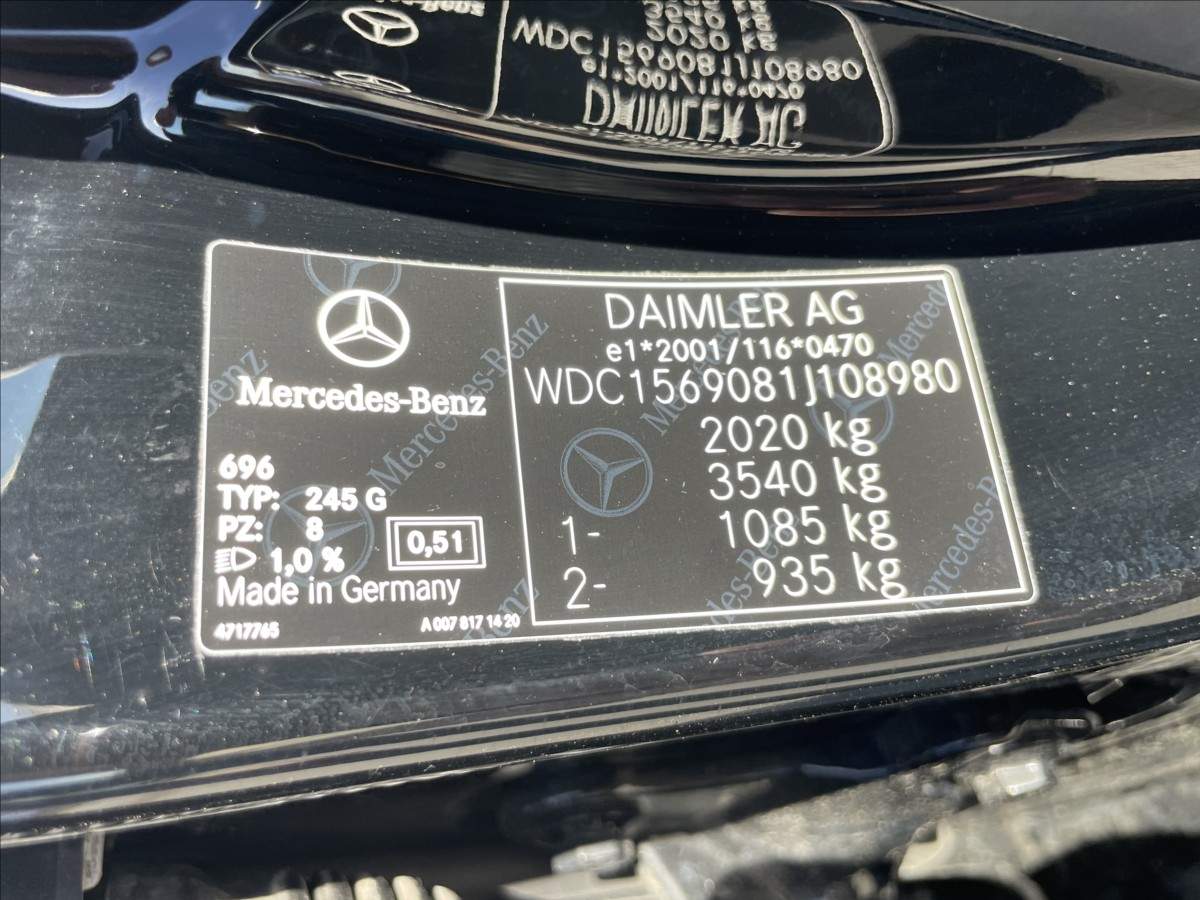 Mercedes-Benz
696
TYP: 245 G
PZ: 8
1,0 %
0,51
Made in Germany
4717765
A 007 817 14 20
DAIMLER AG
e1*2001/116*0470
WDC1569081J108980
2020 kg
3540 kg
1- 1085 kg
2- 935 kg